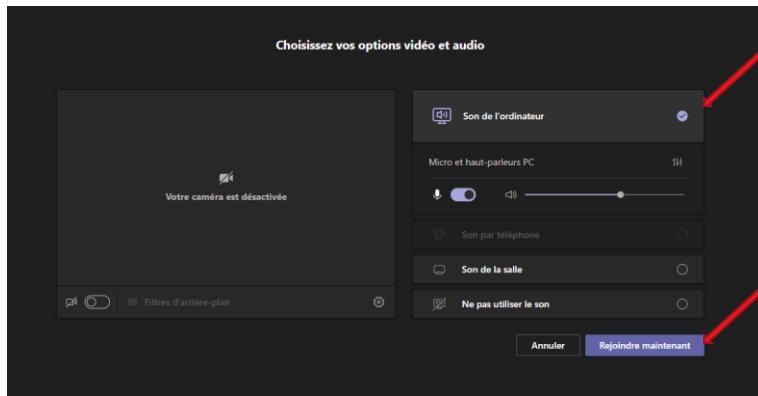 Choisissez vos options vidéo et audio
Votre caméra est désactivée
Filtres d'arrière-plan
Son de l'ordinateur
Micro et haut-parleurs PC
Son par téléphone
Son de la salle
Ne pas utiliser le son
Annuler
Rejoindre maintenant